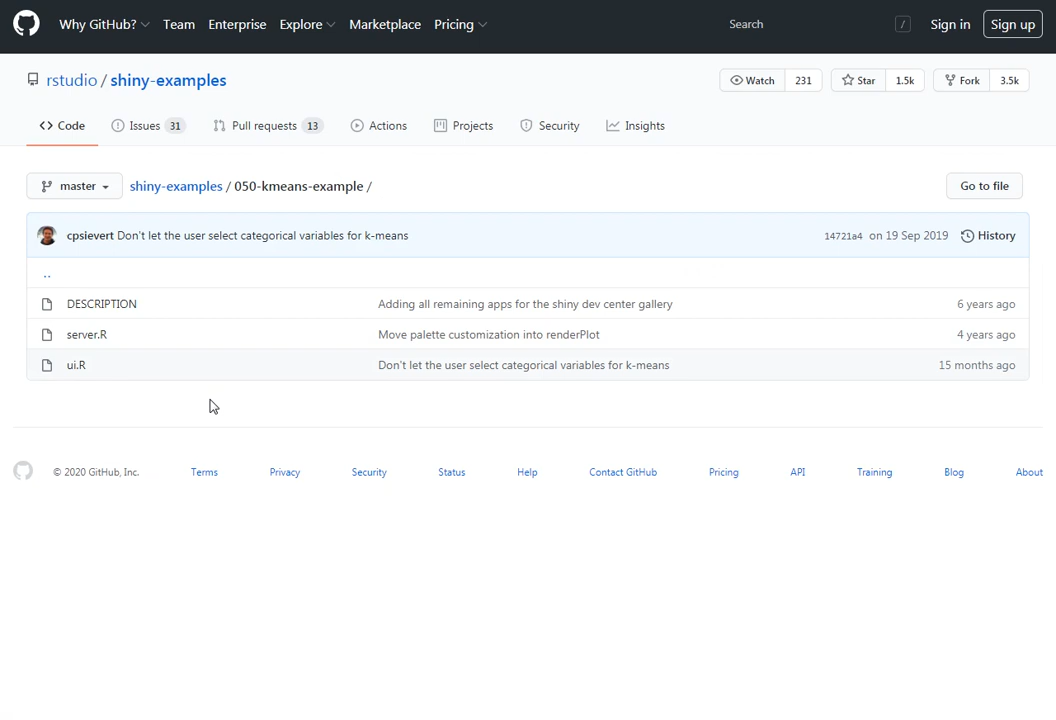 Why GitHub? Team Enterprise Explore Marketplace Pricing Search / Sign in Sign up
rstudio / shiny-examples Watch 231 Star 1.5k Fork 3.5k
Code Issues 31 Pull requests 13 Actions Projects Security Insights
master shiny-examples / 050-kmeans-example / Go to file
cpsievert Don't let the user select categorical variables for k-means 14721a4 on 19 Sep 2019 History
..
DESCRIPTION Adding all remaining apps for the shiny dev center gallery 6 years ago
server.R Move palette customization into renderPlot 4 years ago
ui.R Don't let the user select categorical variables for k-means 15 months ago
© 2020 GitHub, Inc. Terms Privacy Security Status Help Contact GitHub Pricing API Training Blog About